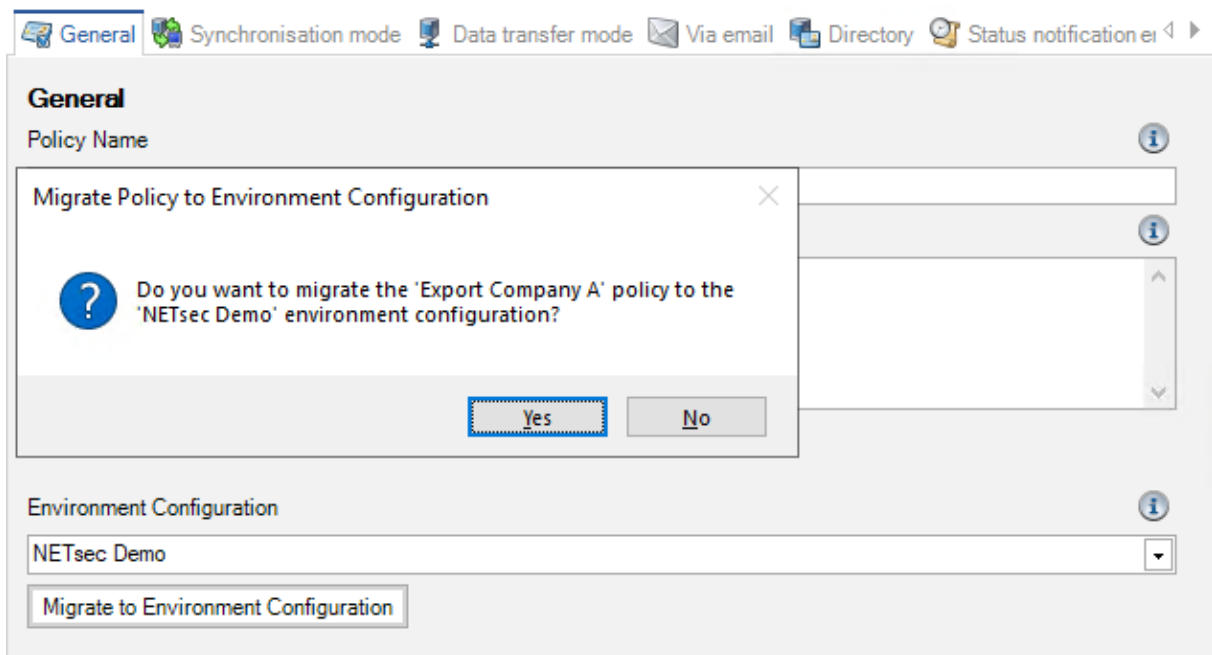 General Synchronisation mode Data transfer mode Via email Directory Status notification
General
Policy Name
Migrate Policy to Environment Configuration
Do you want to migrate the 'Export Company A' policy to the
'NETsec Demo' environment configuration?
Yes No
Environment Configuration
NETsec Demo
Migrate to Environment Configuration